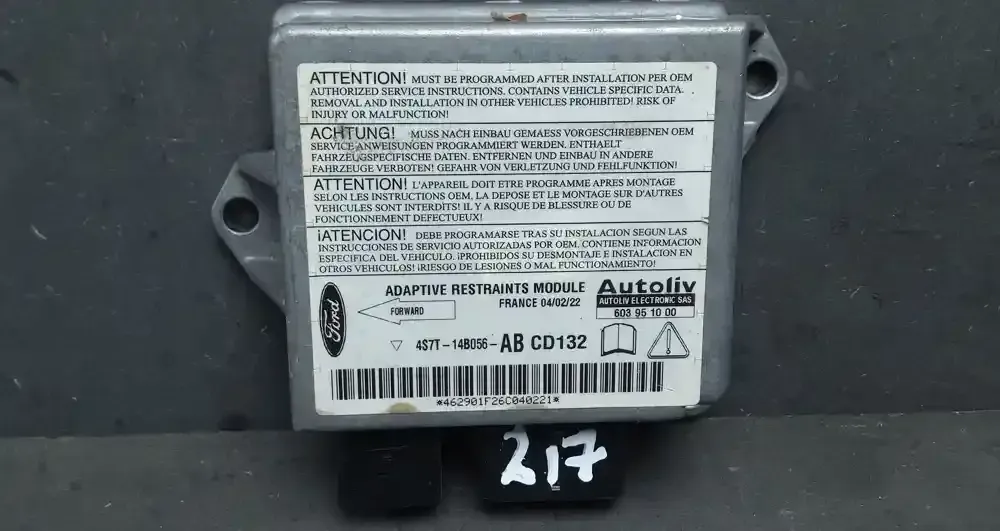 ATTENTION! MUST BE PROGRAMMED AFTER INSTALLATION PER OEM
AUTHORIZED SERVICE INSTRUCTIONS. CONTAINS VEHICLE SPECIFIC DATA.
REMOVAL AND INSTALLATION IN OTHER VEHICLES PROHIBITED! RISK OF
INJURY OR MALFUNCTION!
ACHTUNG! MUSS NACH EINBAU GEMAESS VORGESCHRIEBENEN OEM
SERVICE ANWEISUNGEN PROGRAMMIERT WERDEN. ENTHAELT
FAHRZEUGSPEZIFISCHE DATEN. ENTFERNEN UND EINBAU IN ANDERE
FAHRZEUGE VERBOTEN! GEFAHR VON VERLETZUNG UND FEHLFUNKTION!
ATTENTION! L'APPAREIL DOIT ETRE PROGRAMME APRES MONTAGE
SELON LES INSTRUCTIONS OEM. LA DEPOSE ET LE MONTAGE SUR D'AUTRES
VEHICULES SONT INTERDITS! IL Y A RISQUE DE BLESSURE OU DE
FONCTIONNEMENT DEFECTUEUX!
¡ATENCION! DEBE PROGRAMARSE TRAS SU INSTALACION SEGUN LAS
INSTRUCCIONES DE SERVICIO AUTORIZADAS POR OEM. CONTIENE INFORMACION
ESPECIFICA DEL VEHICULO. ¡PROHIBIDOS SU DESMONTAJE E INSTALACION EN
OTROS VEHICULOS! ¡RIESGO DE LESIONES O MAL FUNCIONAMIENTO!
ADAPTIVE RESTRAINTS MODULE
FRANCE 04/02/22
Autoliv
AUTOLIV ELECTRONIC SAS
603 95 10 00
Ford
FORWARD
4S7T-14B056-AB CD132
*462901F26C040221*
217